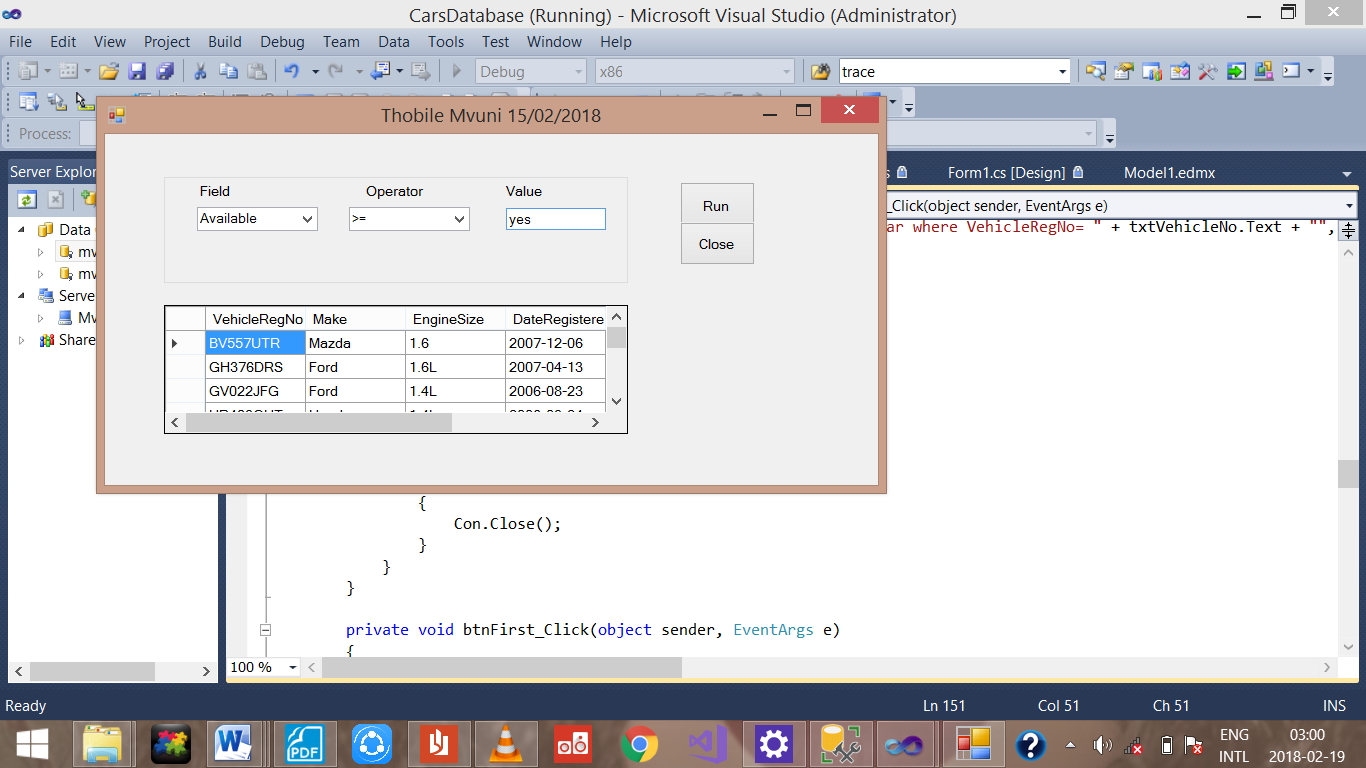 CarsDatabase (Running) - Microsoft Visual Studio (Administrator)
File Edit View Project Build Debug Team Data Tools Test Window Help
Debug x86 trace
Thobile Mvuni 15/02/2018
Process:
Server Explor
Form1.cs [Design] Model1.edmx
_Click(object sender, EventArgs e)
ar where VehicleRegNo= " + txtVehicleNo.Text + "",
Data
mv
mv
Serve
Mv
Share
Field Operator Value
Available >= yes
Run
Close
VehicleRegNo Make EngineSize DateRegistere
BV557UTR Mazda 1.6 2007-12-06
GH376DRS Ford 1.6L 2007-04-13
GV022JFG Ford 1.4L 2006-08-23
{
Con.Close();
}
}
}
private void btnFirst_Click(object sender, EventArgs e)
{
100 %
Ready Ln 151 Col 51 Ch 51 INS
PDF
ENG
INTL
03:00
2018-02-19